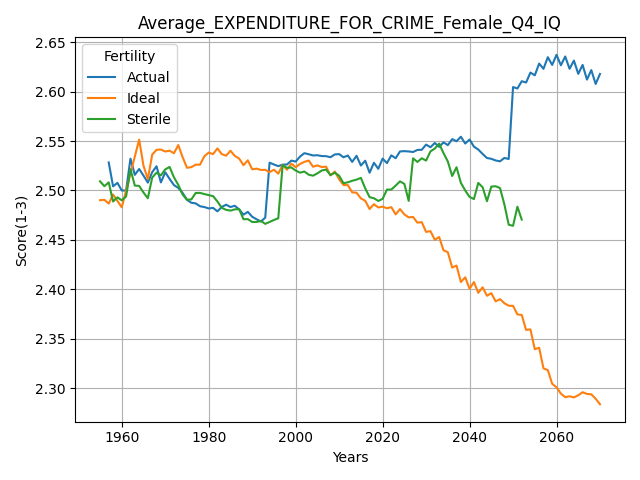 Average_EXPENDITURE_FOR_CRIME_Female_Q4_IQ
Fertility
Actual
Ideal
Sterile
Score(1-3)
2.65
2.60
2.55
2.50
2.45
2.40
2.35
2.30
1960 1980 2000 2020 2040 2060
Years